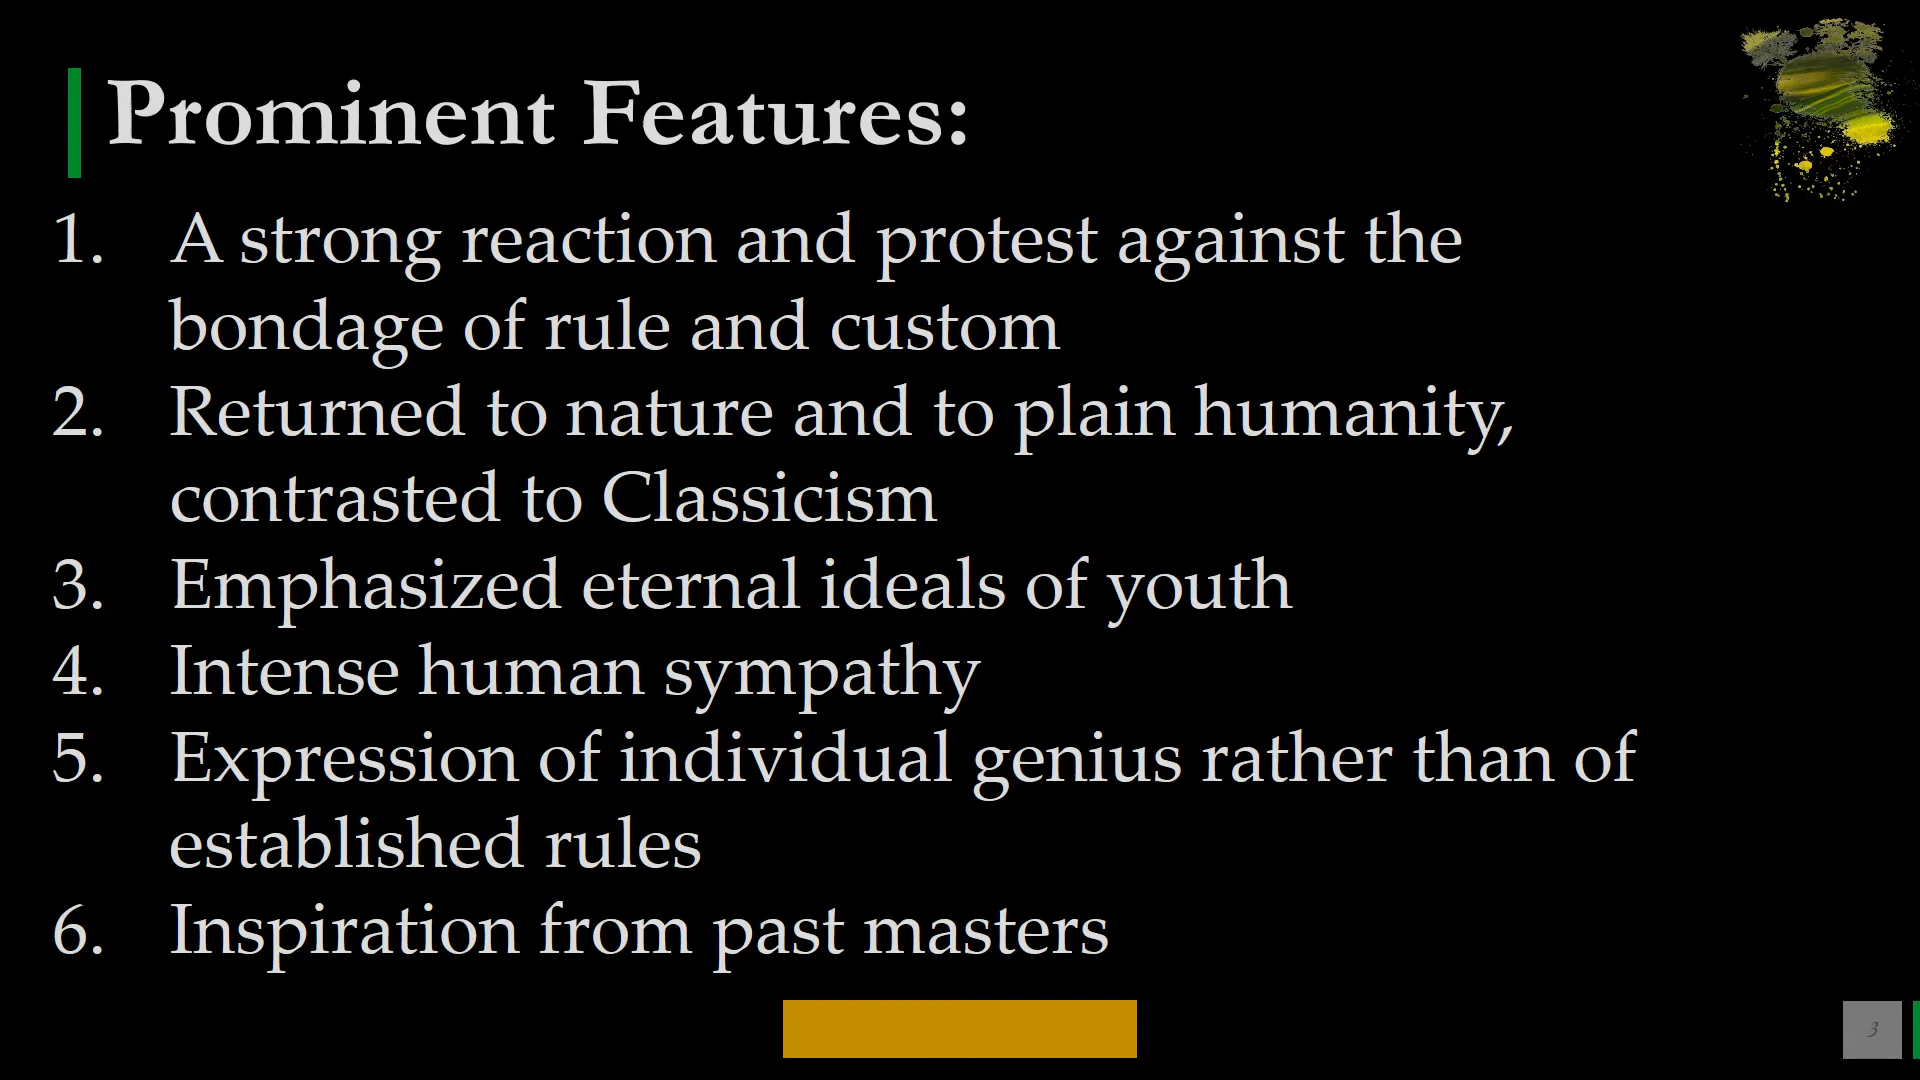 Prominent Features:
1. A strong reaction and protest against the
bondage of rule and custom
2. Returned to nature and to plain humanity,
contrasted to Classicism
3. Emphasized eternal ideals of youth
4. Intense human sympathy
5. Expression of individual genius rather than of
established rules
6. Inspiration from past masters
3